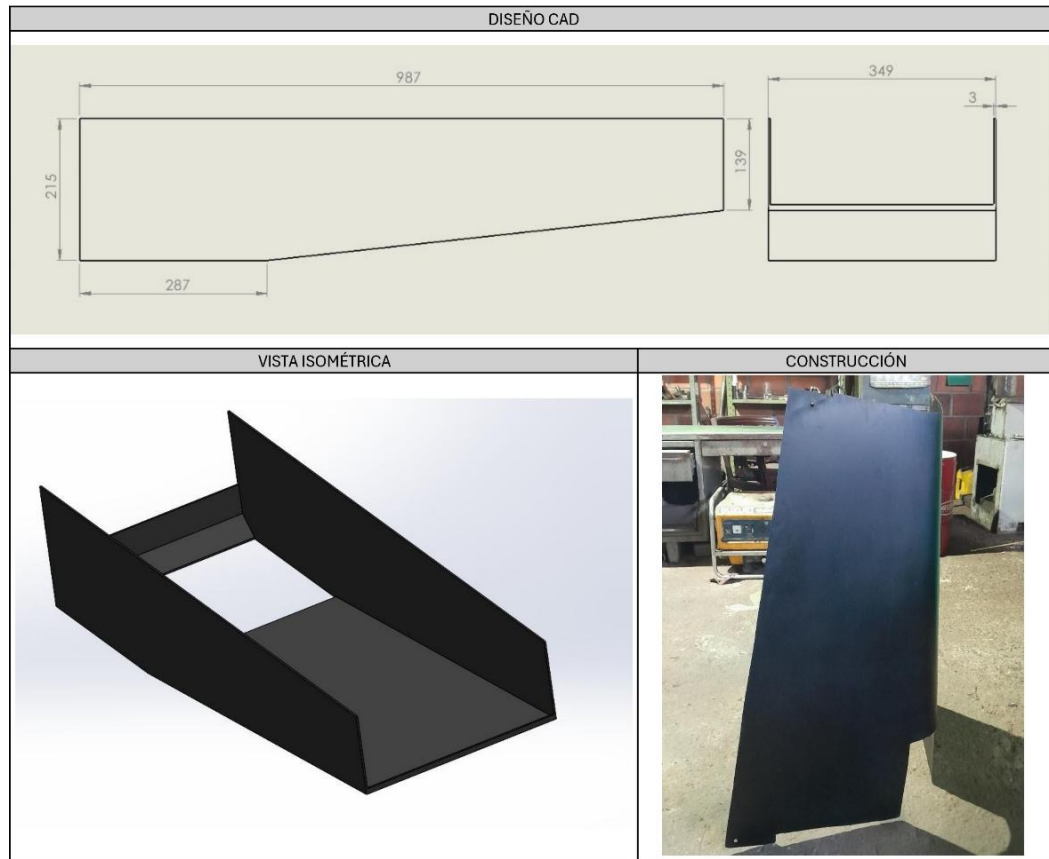 DISEÑO CAD
987
349
3
215
139
287
VISTA ISOMÉTRICA
CONSTRUCCIÓN